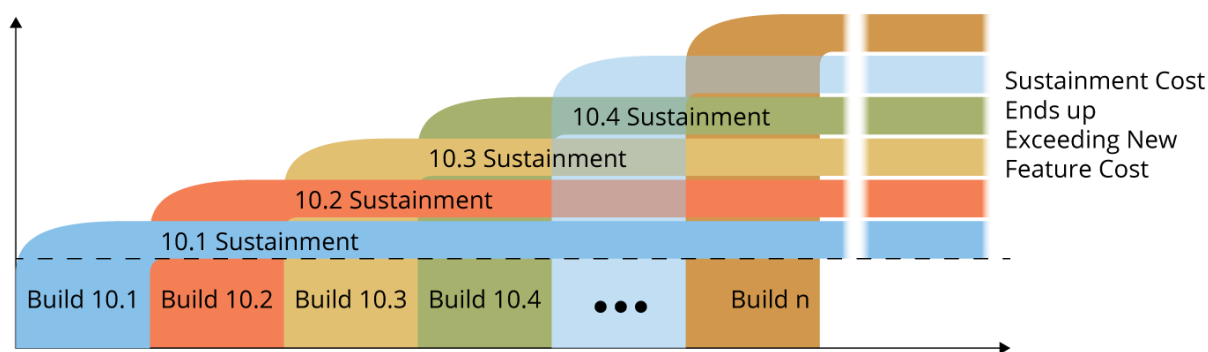 10.4 Sustainment
10.3 Sustainment
10.2 Sustainment
10.1 Sustainment
Build 10.1
Build 10.2
Build 10.3
Build 10.4
•••
Build n
Sustainment Cost
Ends up
Exceeding New
Feature Cost